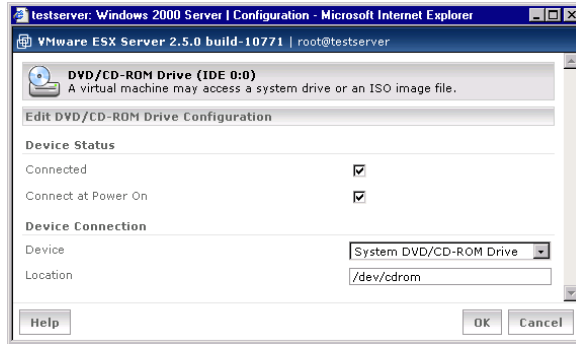 testserver: Windows 2000 Server | Configuration - Microsoft Internet Explorer
VMware ESX Server 2.5.0 build-10771 | root@testserver
DVD/CD-ROM Drive (IDE 0:0)
A virtual machine may access a system drive or an ISO image file.
Edit DVD/CD-ROM Drive Configuration
Device Status
Connected
Connect at Power On
Device Connection
Device System DVD/CD-ROM Drive
Location /dev/cdrom
Help OK Cancel